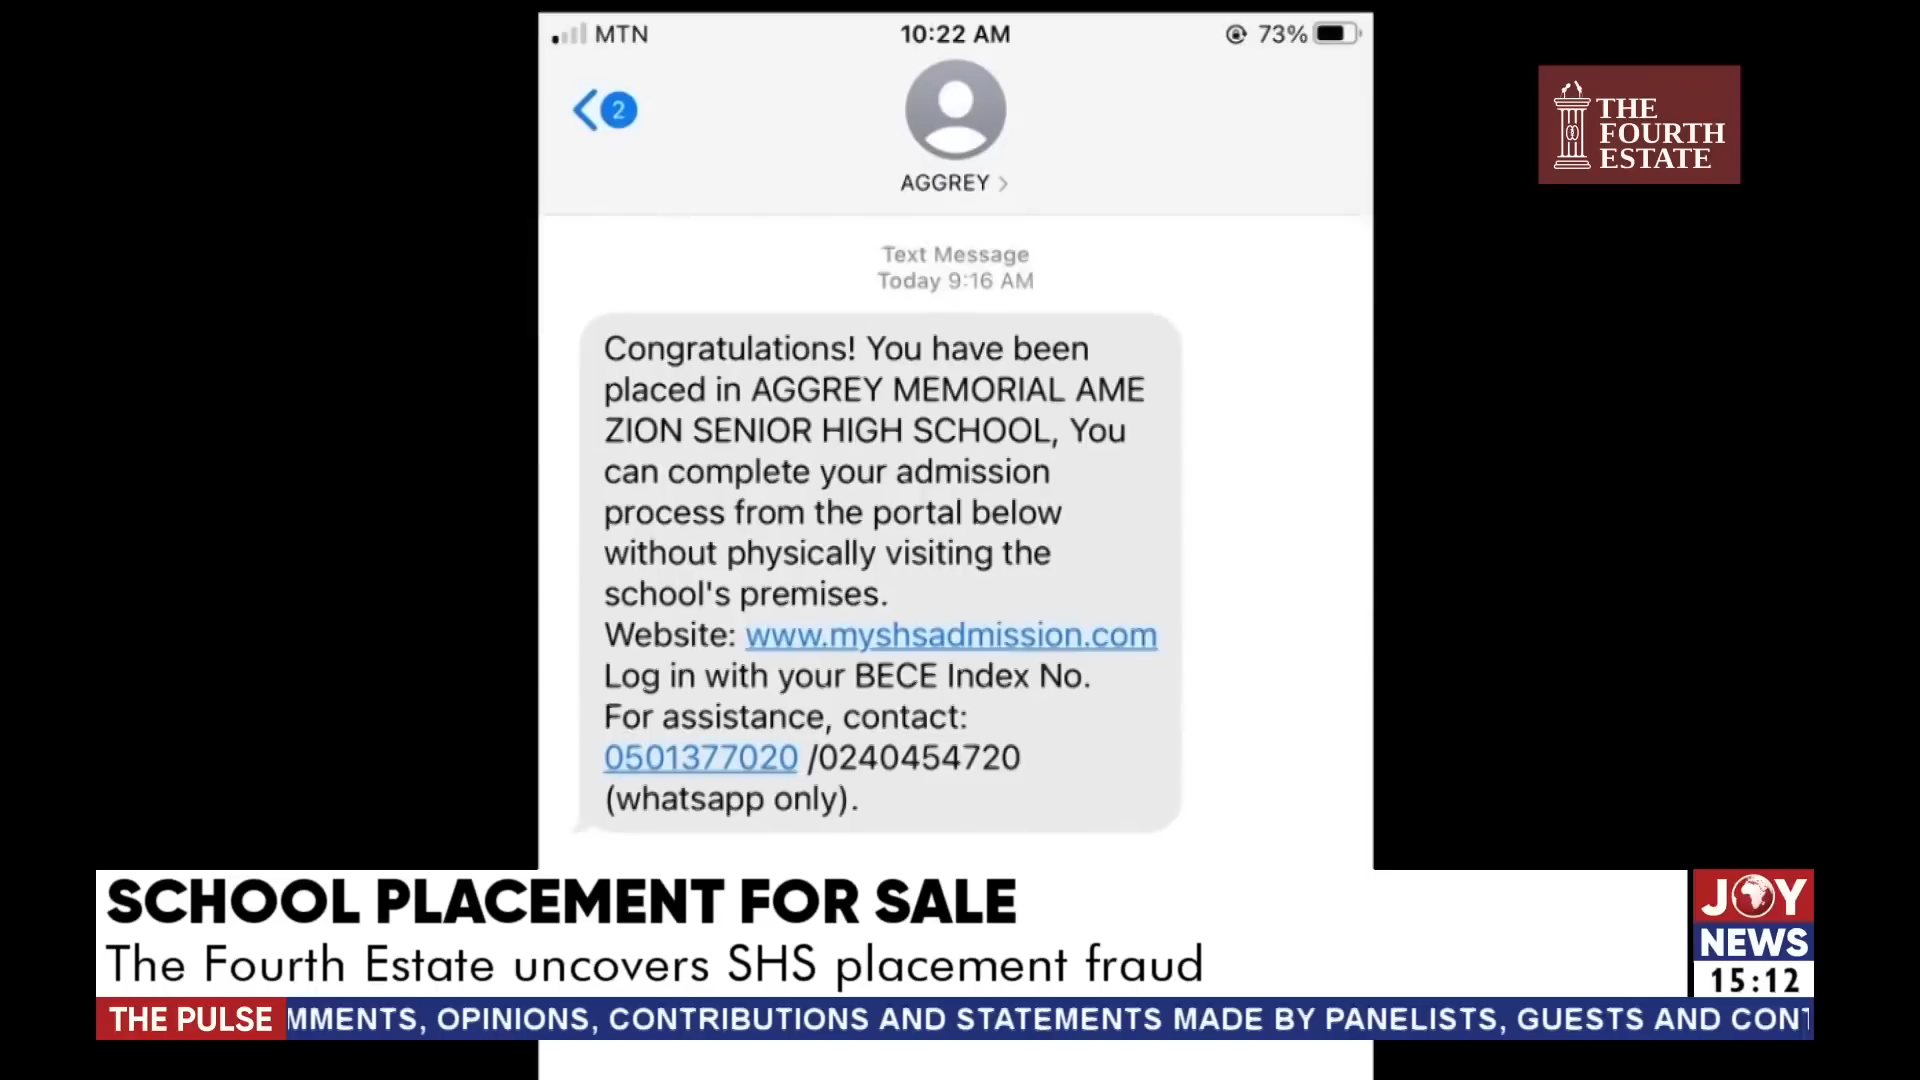 MTN
10:22 AM
73%
2
AGGREY
THE
FOURTH
ESTATE
Text Message
Today 9:16 AM
Congratulations! You have been
placed in AGGREY MEMORIAL AME
ZION SENIOR HIGH SCHOOL, You
can complete your admission
process from the portal below
without physically visiting the
school's premises.
Website: www.myshsadmission.com
Log in with your BECE Index No.
For assistance, contact:
0501377020 /0240454720
(whatsapp only).
SCHOOL PLACEMENT FOR SALE
The Fourth Estate uncovers SHS placement fraud
JOY
NEWS
15:12
THE PULSE
MMENTS, OPINIONS, CONTRIBUTIONS AND STATEMENTS MADE BY PANELISTS, GUESTS AND CONT